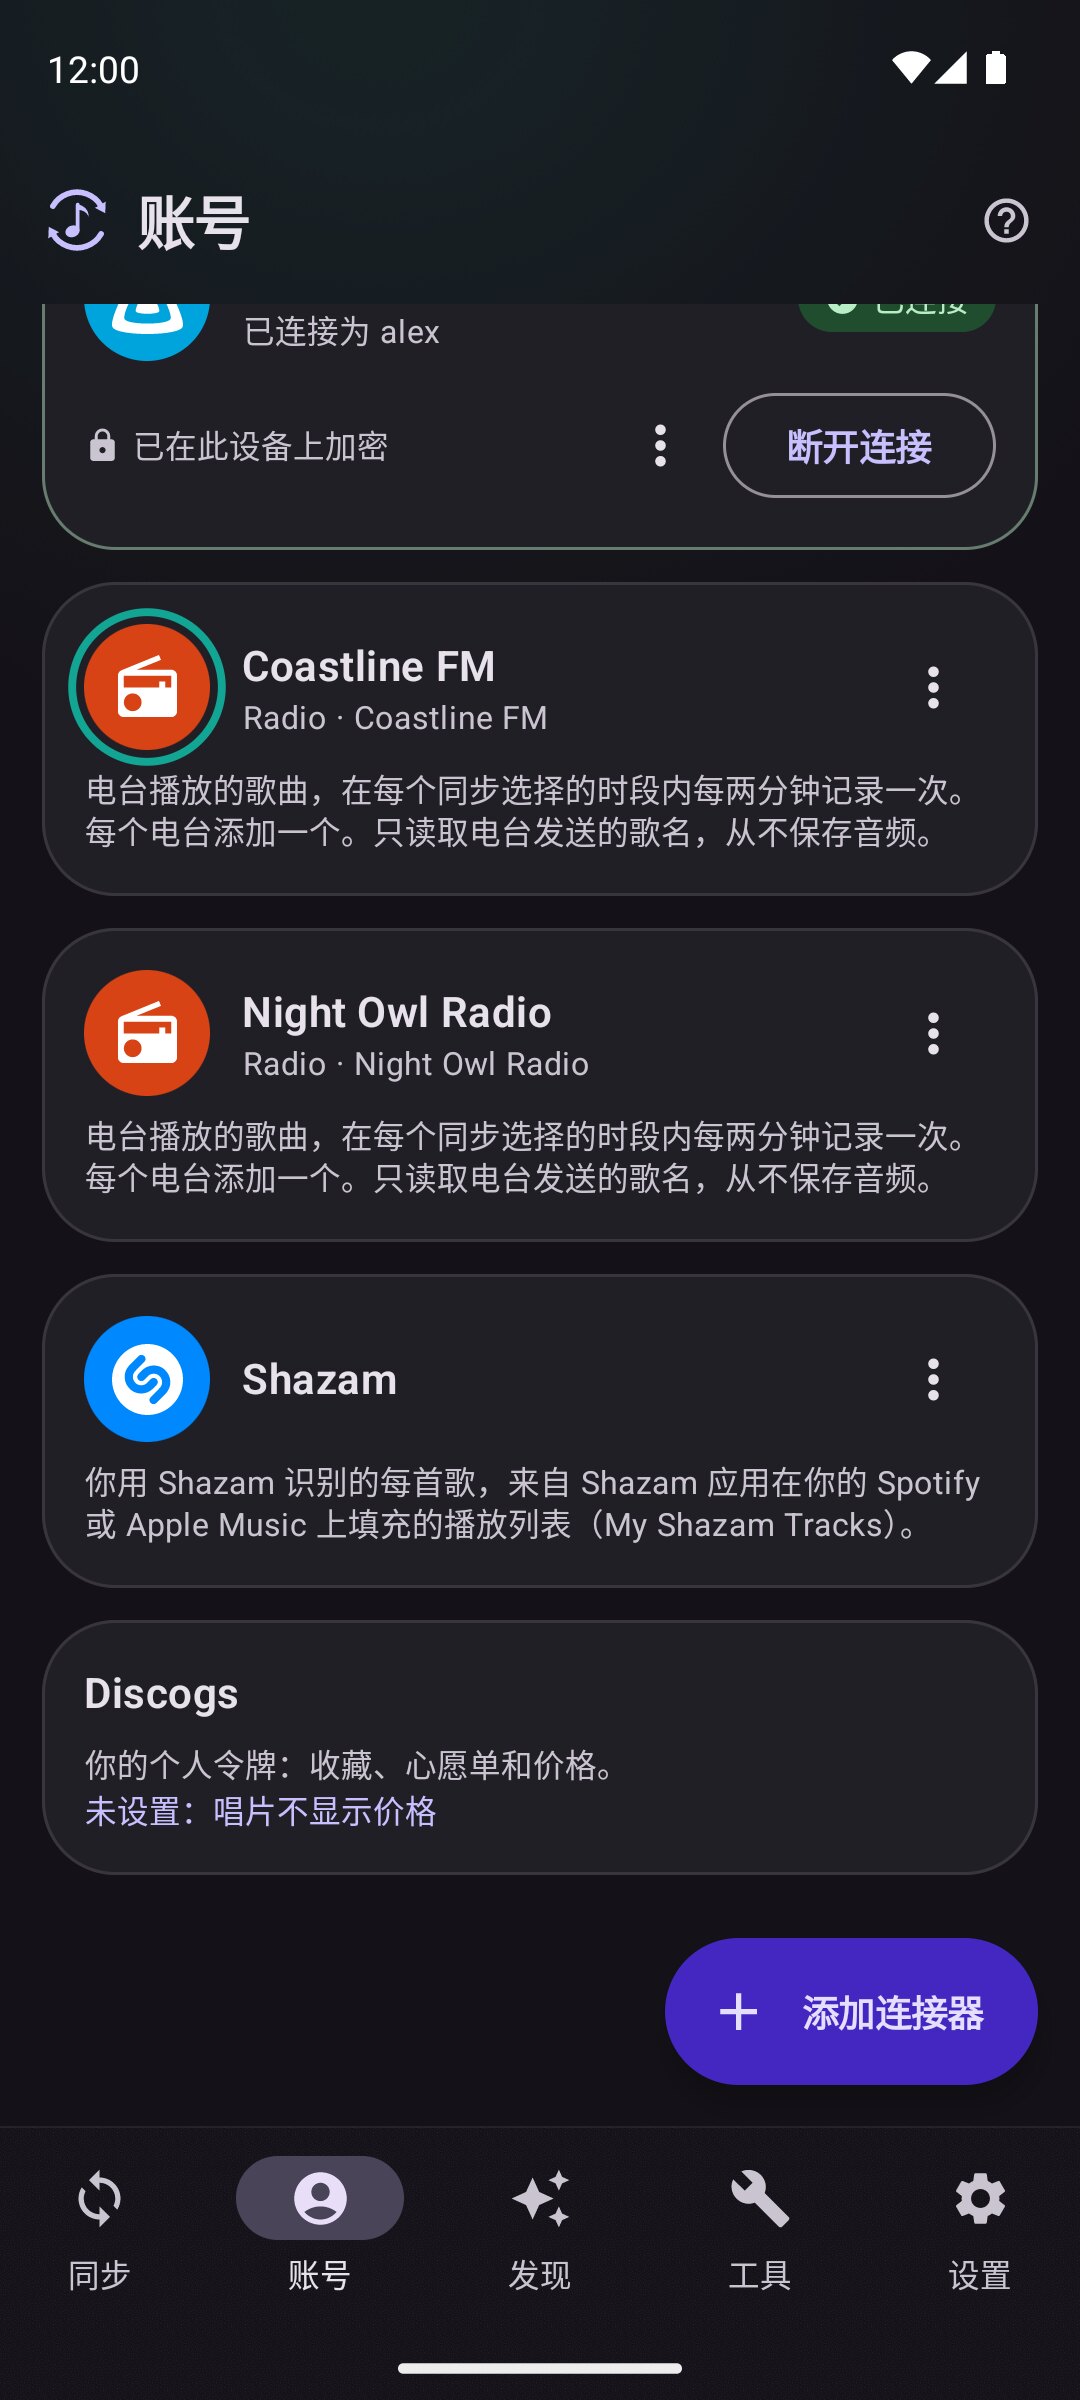 12:00
账号
已连接
已连接为 alex
已在此设备上加密
断开连接
Coastline FM
Radio · Coastline FM
电台播放的歌曲，在每个同步选择的时段内每两分钟记录一次。
每个电台添加一个。只读取电台发送的歌名，从不保存音频。
Night Owl Radio
Radio · Night Owl Radio
电台播放的歌曲，在每个同步选择的时段内每两分钟记录一次。
每个电台添加一个。只读取电台发送的歌名，从不保存音频。
Shazam
你用 Shazam 识别的每首歌，来自 Shazam 应用在你的 Spotify
或 Apple Music 上填充的播放列表（My Shazam Tracks）。
Discogs
你的个人令牌：收藏、心愿单和价格。
未设置：唱片不显示价格
添加连接器
同步
账号
发现
工具
设置